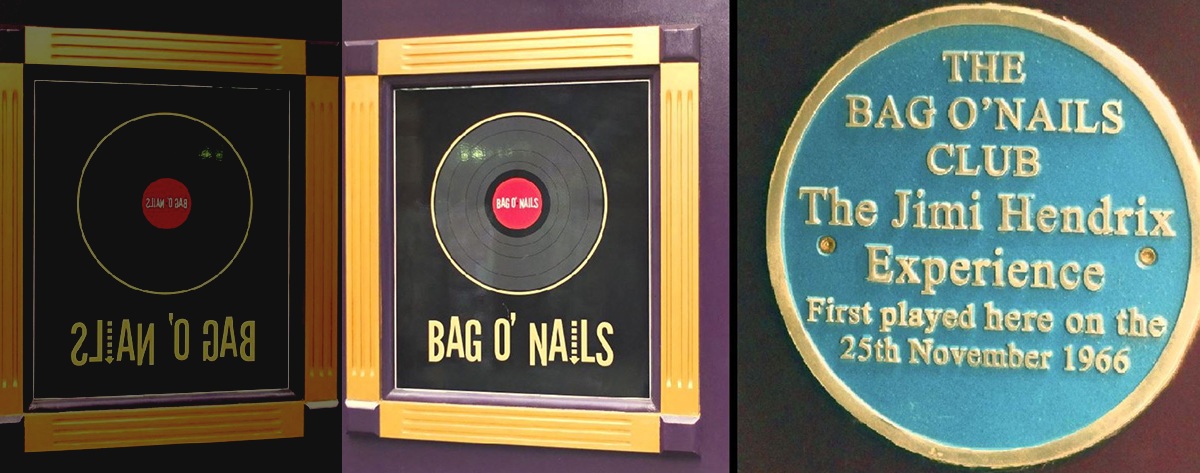 BAG O' NAILS
BAG O' NAILS
BAG O' NAILS
BAG O' NAILS
THE
BAG O'NAILS
CLUB
The Jimi Hendrix
Experience
First played here on the
25th November 1966